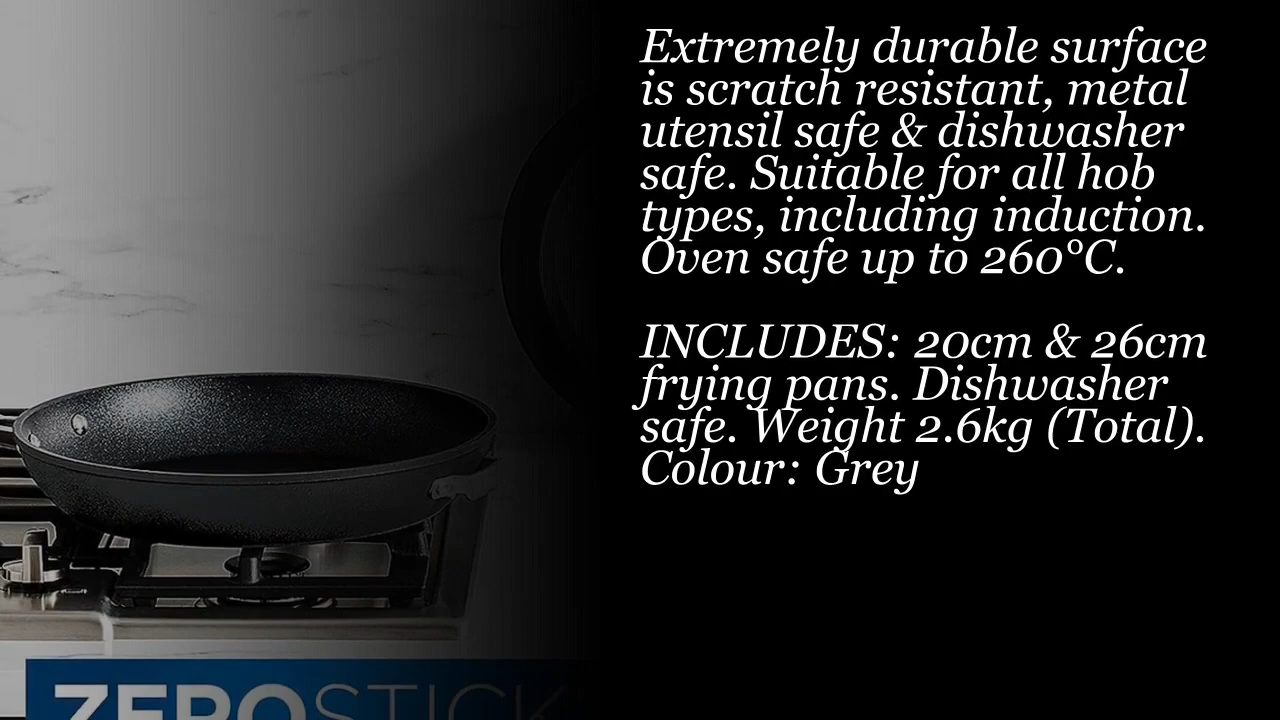 Extremely durable surface
is scratch resistant, metal
utensil safe & dishwasher
safe. Suitable for all hob
types, including induction.
Oven safe up to 260°C.
INCLUDES: 20cm & 26cm
frying pans. Dishwasher
safe. Weight 2.6kg (Total).
Colour: Grey
ZEROSTICK